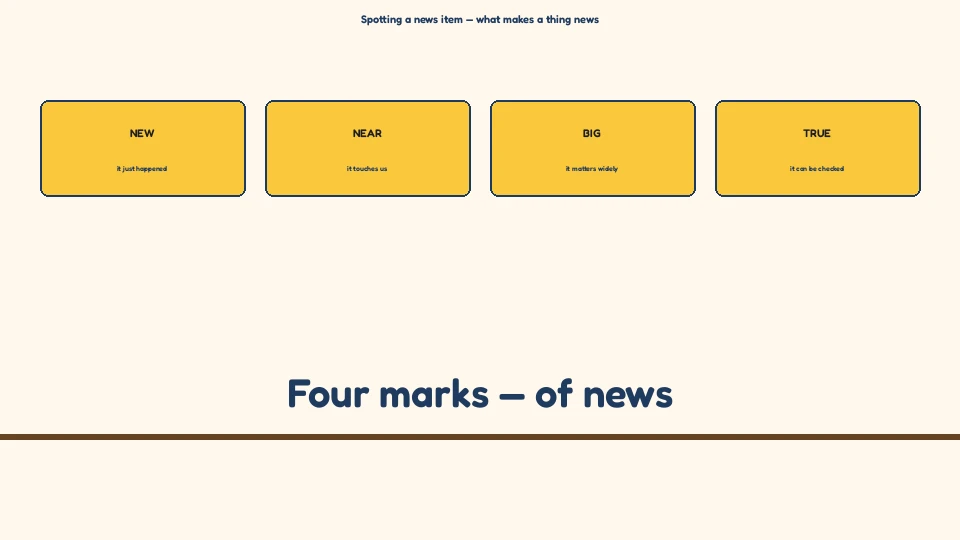 Spotting a news item — what makes a thing news
NEW
it just happened
NEAR
it touches us
BIG
it matters widely
TRUE
it can be checked
Four marks — of news